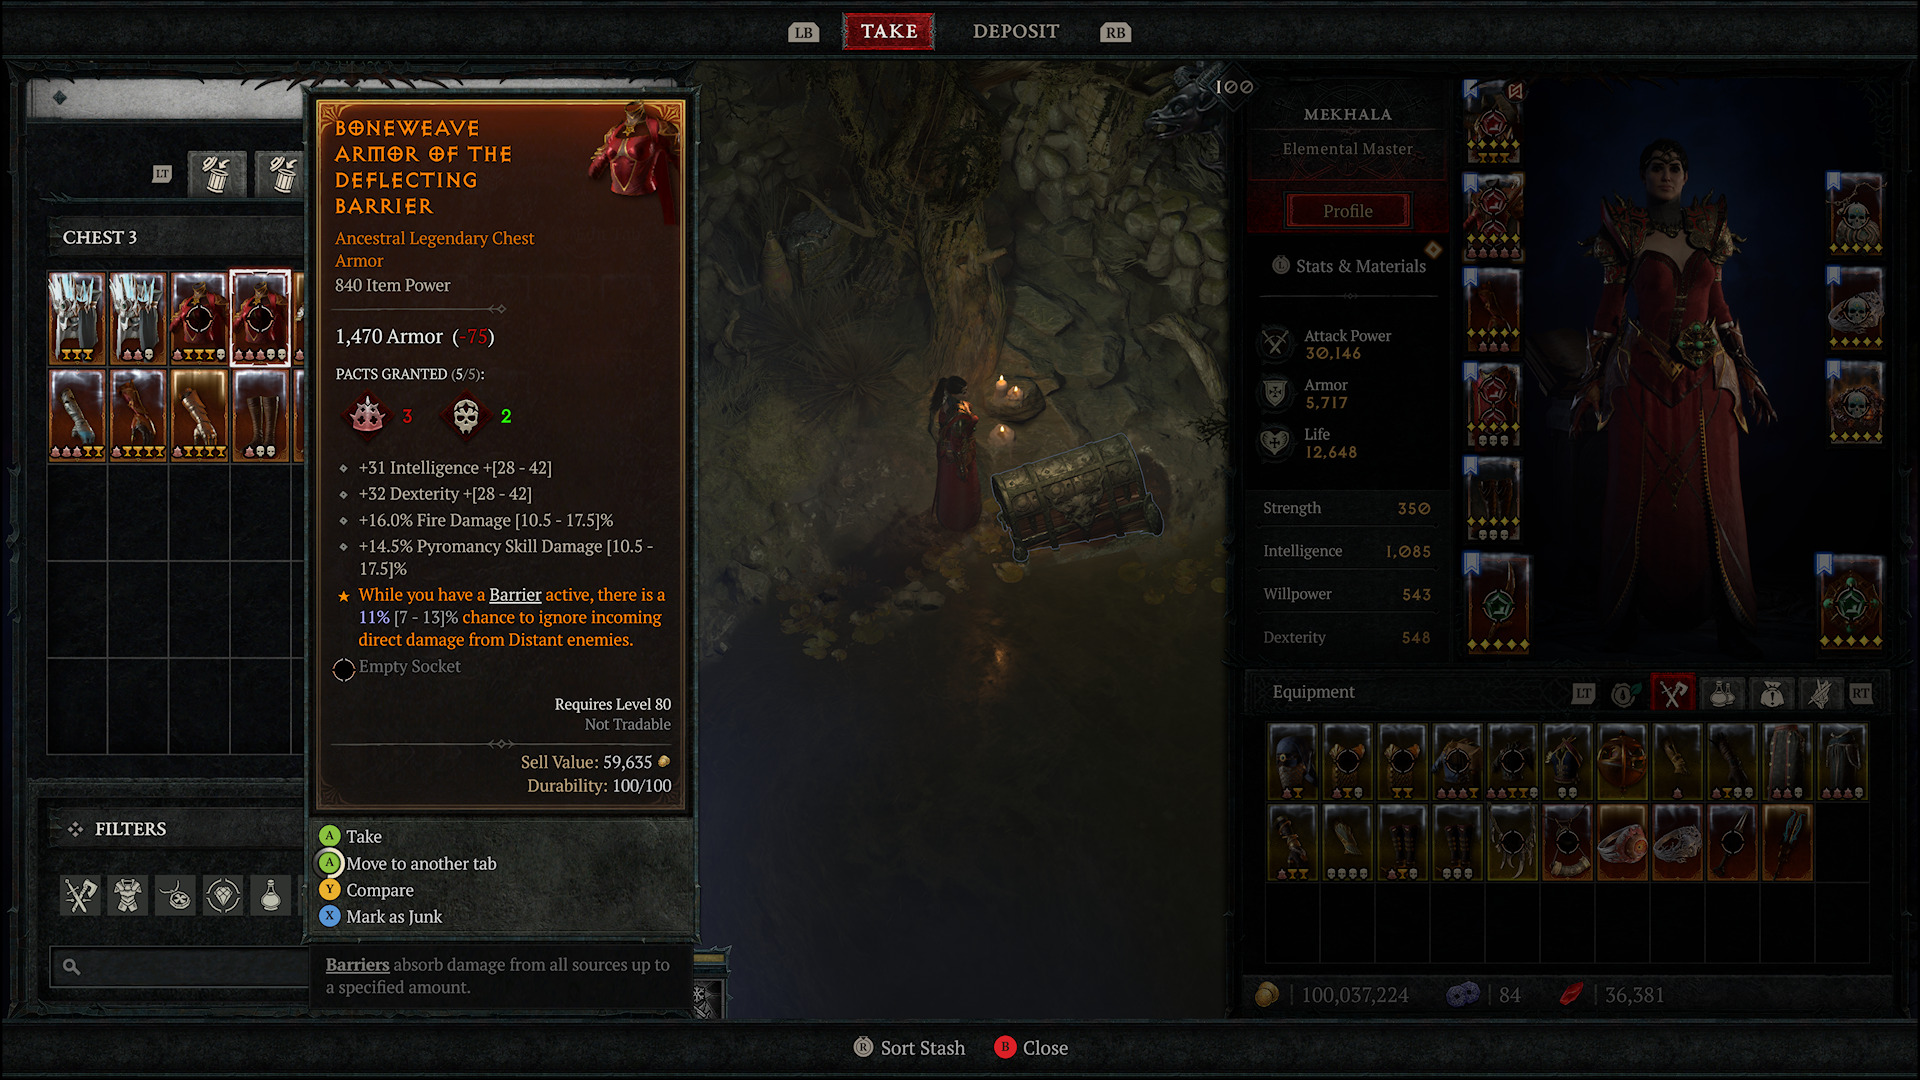 LB
TAKE
DEPOSIT
RB
LT
CHEST 3
BONEWEAVE
ARMOR OF THE
DEFLECTING
BARRIER
Ancestral Legendary Chest
Armor
840 Item Power
1,470 Armor (-75)
PACTS GRANTED (5/5):
3
2
+31 Intelligence +[28 - 42]
+32 Dexterity +[28 - 42]
+16.0% Fire Damage [10.5 - 17.5]%
+14.5% Pyromancy Skill Damage [10.5 -
17.5]%
While you have a Barrier active, there is a
11% [7 - 13]% chance to ignore incoming
direct damage from Distant enemies.
Empty Socket
Requires Level 80
Not Tradable
Sell Value: 59,635
Durability: 100/100
A Take
A Move to another tab
Y Compare
X Mark as Junk
Barriers absorb damage from all sources up to
a specified amount.
FILTERS
100
MEKHALA
Elemental Master
Profile
L Stats & Materials
Attack Power
30,146
Armor
5,717
Life
12,648
Strength 350
Intelligence 1,085
Willpower 543
Dexterity 548
Equipment
LT
RT
100,037,224
84
36,381
R Sort Stash
B Close